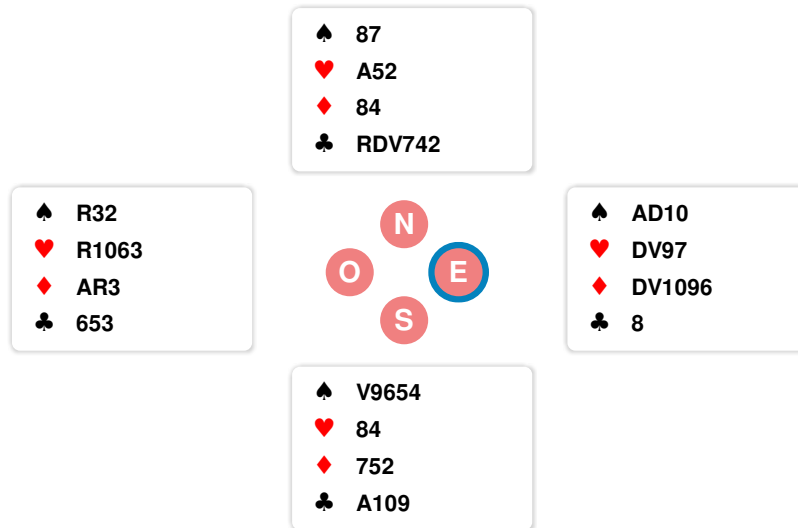 ♠ 87
♥ A52
♦ 84
♣ RDV742
♠ R32
♥ R1063
♦ AR3
♣ 653
N
O E
S
♠ AD10
♥ DV97
♦ DV1096
♣ 8
♠ V9654
♥ 84
♦ 752
♣ A109